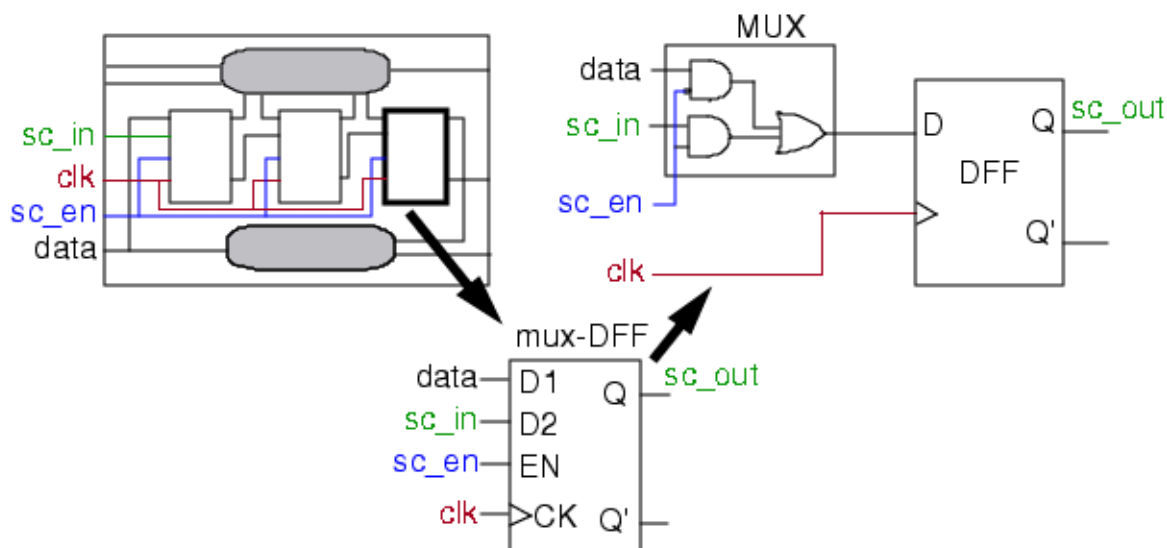 sc_in
clk
sc_en
data
MUX
data
sc_in
sc_en
clk
D
Q
sc_out
DFF
Q'
mux-DFF
data
D1
Q
sc_out
sc_in
D2
sc_en
EN
clk
CK
Q'